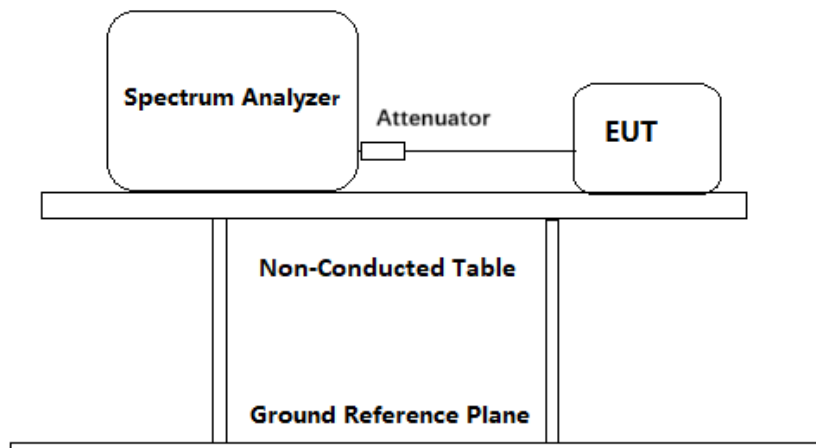 Spectrum Analyzer
Attenuator
EUT
Non-Conducted Table
Ground Reference Plane